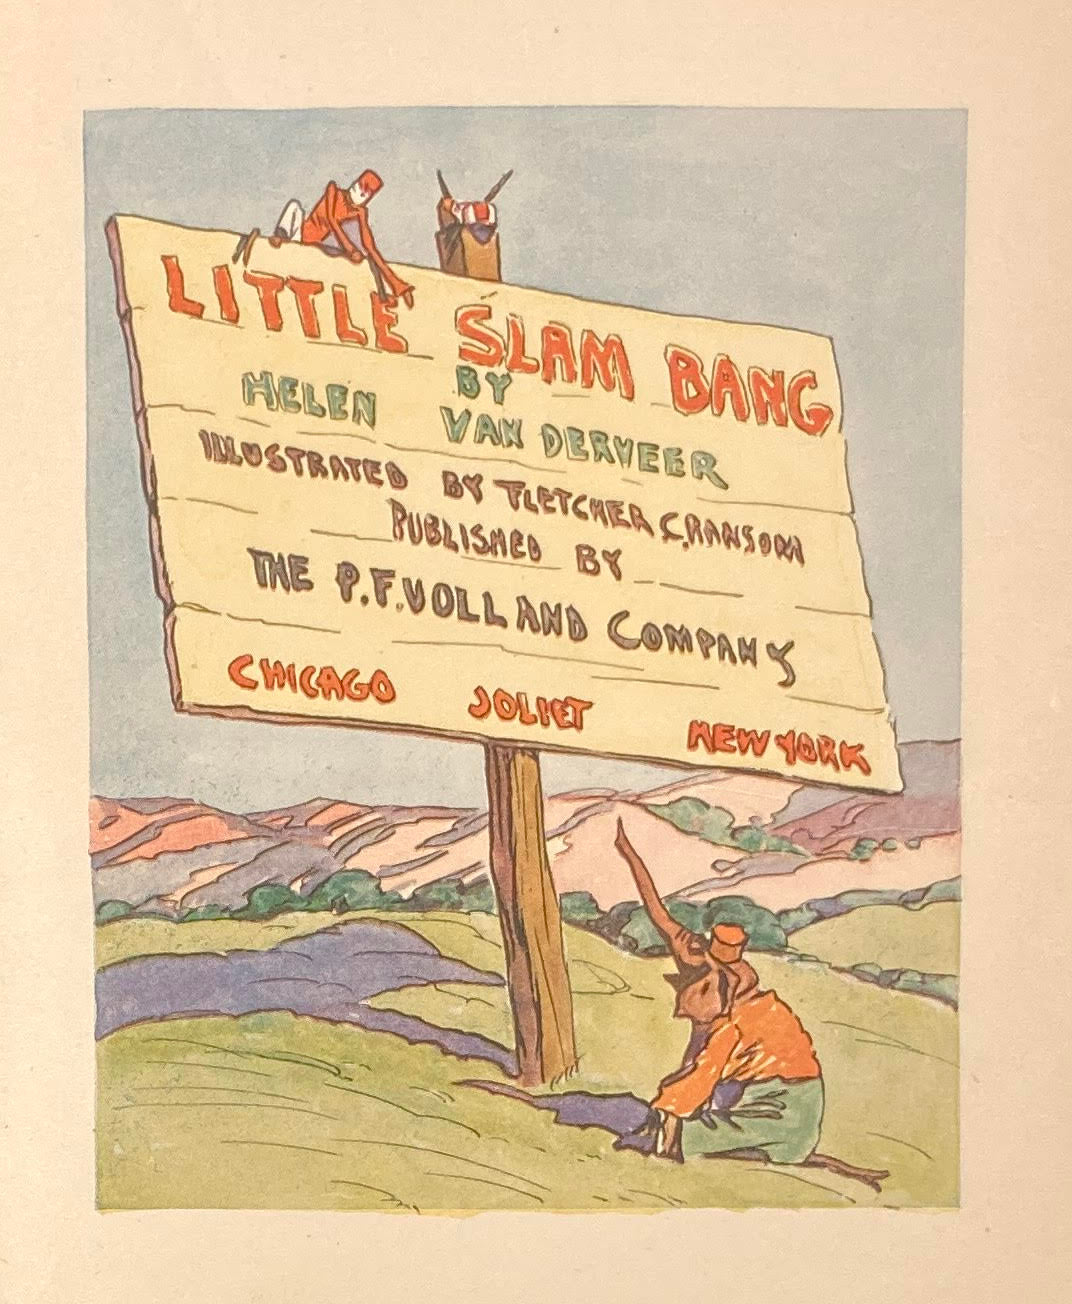 LITTLE SLAM BANG
BY
HELEN VAN DERVEER
ILLUSTRATED BY FLETCHER C. RANSOM
PUBLISHED BY
THE P.F. VOLLAND COMPANY
CHICAGO JOLIET NEW YORK